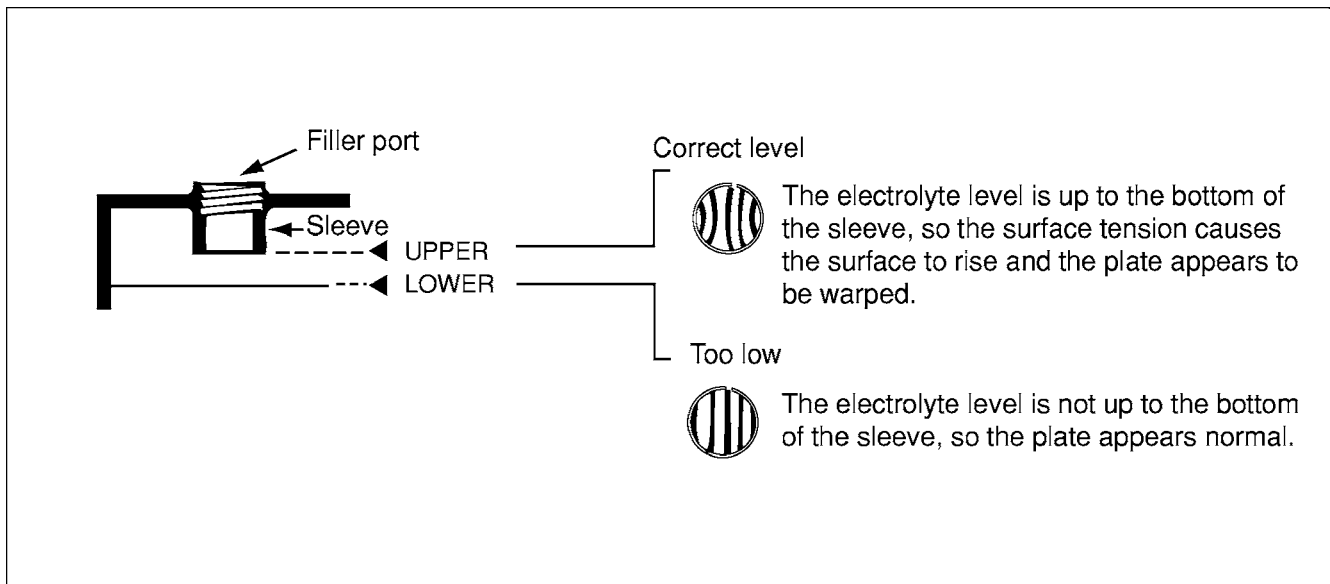 Filler port
Sleeve
UPPER
LOWER
Correct level
The electrolyte level is up to the bottom of
the sleeve, so the surface tension causes
the surface to rise and the plate appears to
be warped.
Too low
The electrolyte level is not up to the bottom
of the sleeve, so the plate appears normal.